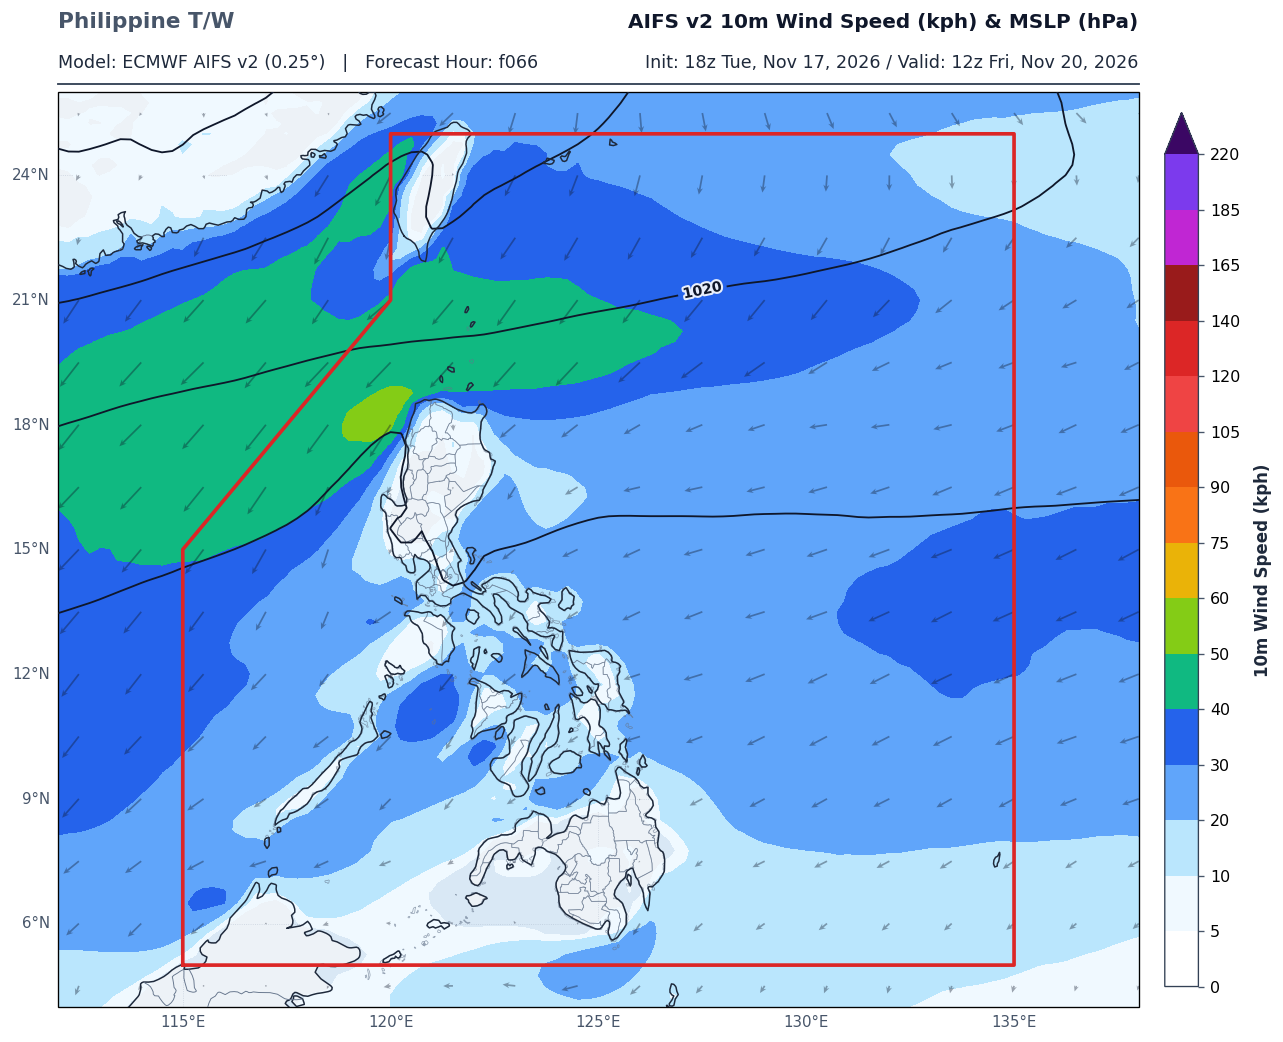 Philippine T/W
AIFS v2 10m Wind Speed (kph) & MSLP (hPa)
Model: ECMWF AIFS v2 (0.25°) | Forecast Hour: f066
Init: 18z Tue, Nov 17, 2026 / Valid: 12z Fri, Nov 20, 2026
24°N
21°N
18°N
15°N
12°N
9°N
6°N
115°E
120°E
125°E
130°E
135°E
1020
220
185
165
140
120
105
90
75
60
50
40
30
20
10
5
0
10m Wind Speed (kph)